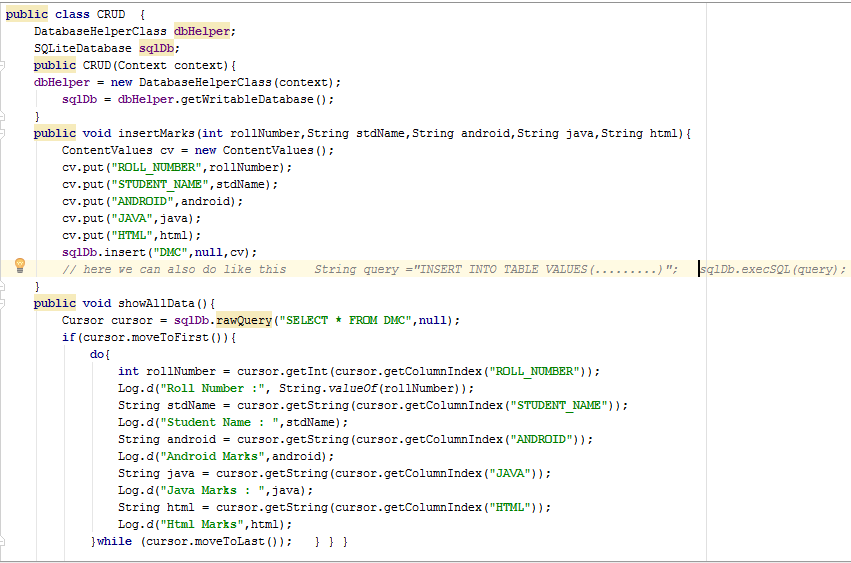 public class CRUD  {
    DatabaseHelperClass dbHelper;
    SQLiteDatabase sqlDb;
    public CRUD(Context context){
    dbHelper = new DatabaseHelperClass(context);
        sqlDb = dbHelper.getWritableDatabase();
    }
    public void insertMarks(int rollNumber,String stdName,String android,String java,String html){
        ContentValues cv = new ContentValues();
        cv.put("ROLL_NUMBER",rollNumber);
        cv.put("STUDENT_NAME",stdName);
        cv.put("ANDROID",android);
        cv.put("JAVA",java);
        cv.put("HTML",html);
        sqlDb.insert("DMC",null,cv);
        // here we can also do like this    String query ="INSERT INTO TABLE VALUES(.........)";   sqlDb.execSQL(query);
    }
    public void showAllData(){
        Cursor cursor = sqlDb.rawQuery("SELECT * FROM DMC",null);
        if(cursor.moveToFirst()){
            do{
                int rollNumber = cursor.getInt(cursor.getColumnIndex("ROLL_NUMBER"));
                Log.d("Roll Number :", String.valueOf(rollNumber));
                String stdName = cursor.getString(cursor.getColumnIndex("STUDENT_NAME"));
                Log.d("Student Name : ",stdName);
                String android = cursor.getString(cursor.getColumnIndex("ANDROID"));
                Log.d("Android Marks",android);
                String java = cursor.getString(cursor.getColumnIndex("JAVA"));
                Log.d("Java Marks : ",java);
                String html = cursor.getString(cursor.getColumnIndex("HTML"));
                Log.d("Html Marks",html);
            }while (cursor.moveToLast());   } } }